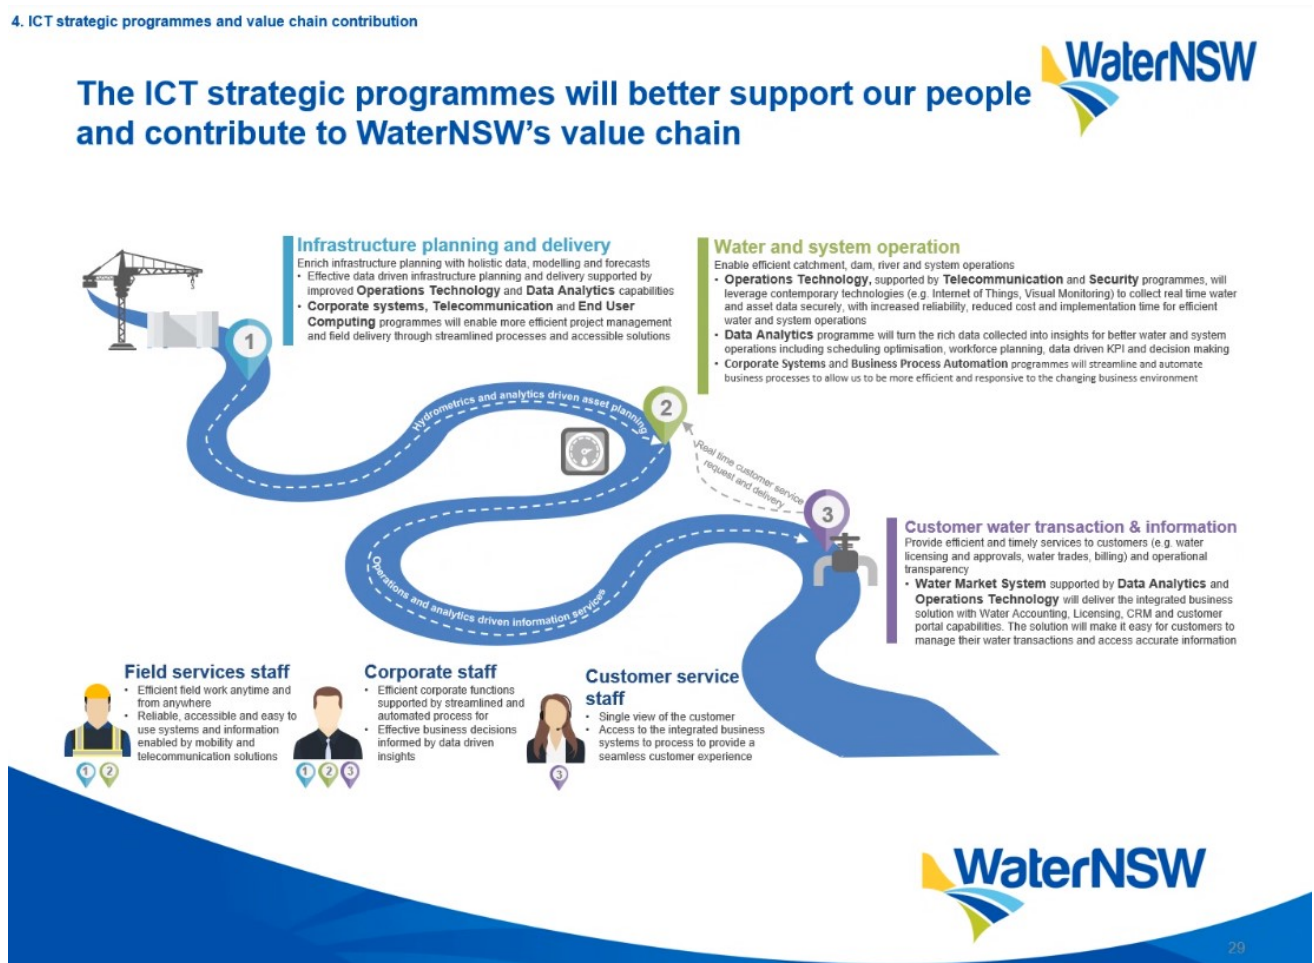 4. ICT strategic programmes and value chain contribution
WaterNSW
The ICT strategic programmes will better support our people
and contribute to WaterNSW's value chain
Infrastructure planning and delivery
Enrich infrastructure planning with holistic data, modelling and forecasts
• Effective data driven infrastructure planning and delivery supported by
improved Operations Technology and Data Analytics capabilities
• Corporate systems, Telecommunication and End User
Computing programmes will enable more efficient project management
and field delivery through streamlined processes and accessible solutions
Water and system operation
Enable efficient catchment, dam, river and system operations
• Operations Technology, supported by Telecommunication and Security programmes, will
leverage contemporary technologies (e.g. Internet of Things, Visual Monitoring) to collect real time water
and asset data securely, with increased reliability, reduced cost and implementation time for efficient
water and system operations
• Data Analytics programme will turn the rich data collected into insights for better water and system
operations including scheduling optimisation, workforce planning, data driven KPI and decision making
• Corporate Systems and Business Process Automation programmes will streamline and automate
business processes to allow us to be more efficient and responsive to the changing business environment
1
Hydrometrics and analytics driven asset planning
2
Real time customer service
request and delivery
3
Customer water transaction & information
Provide efficient and timely services to customers (e.g. water
licensing and approvals, water trades, billing) and operational
transparency
• Water Market System supported by Data Analytics and
Operations Technology will deliver the integrated business
solution with Water Accounting, Licensing, CRM and customer
portal capabilities. The solution will make it easy for customers to
manage their water transactions and access accurate information
Operations and analytics driven information services
Field services staff
• Efficient field work anytime and
from anywhere
• Reliable, accessible and easy to
use systems and information
enabled by mobility and
telecommunication solutions
1 2
Corporate staff
• Efficient corporate functions
supported by streamlined and
automated process for
• Effective business decisions
informed by data driven
insights
1 2 3
Customer service
staff
• Single view of the customer
• Access to the integrated business
systems to process to provide a
seamless customer experience
3
WaterNSW
29